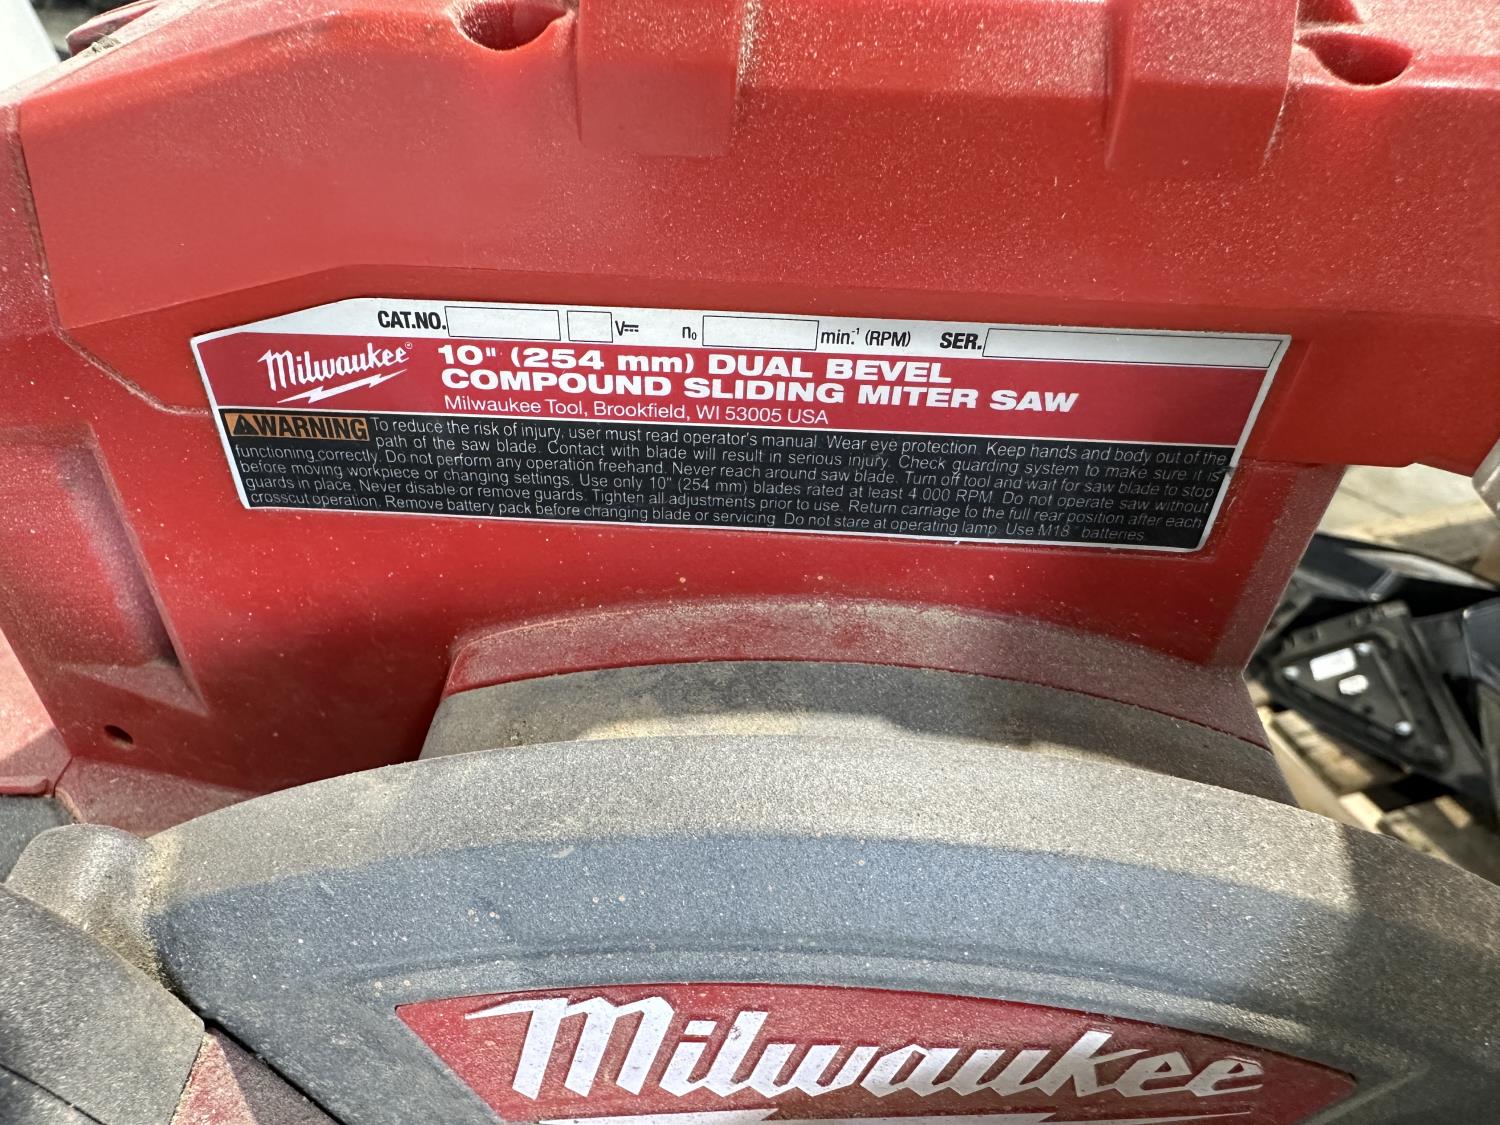 CAT.NO. V⎓ n₀ min.⁻¹ (RPM) SER.
Milwaukee®
10" (254 mm) DUAL BEVEL
COMPOUND SLIDING MITER SAW
Milwaukee Tool, Brookfield, WI 53005 USA
⚠WARNING To reduce the risk of injury, user must read operator's manual. Wear eye protection. Keep hands and body out of the
path of the saw blade. Contact with blade will result in serious injury. Check guarding system to make sure it is
functioning correctly. Do not perform any operation freehand. Never reach around saw blade. Turn off tool and wait for saw blade to stop
before moving workpiece or changing settings. Use only 10" (254 mm) blades rated at least 4 000 RPM. Do not operate saw without
guards in place. Never disable or remove guards. Tighten all adjustments prior to use. Return carriage to the full rear position after each
crosscut operation. Remove battery pack before changing blade or servicing. Do not stare at operating lamp. Use M18™ batteries.
Milwaukee